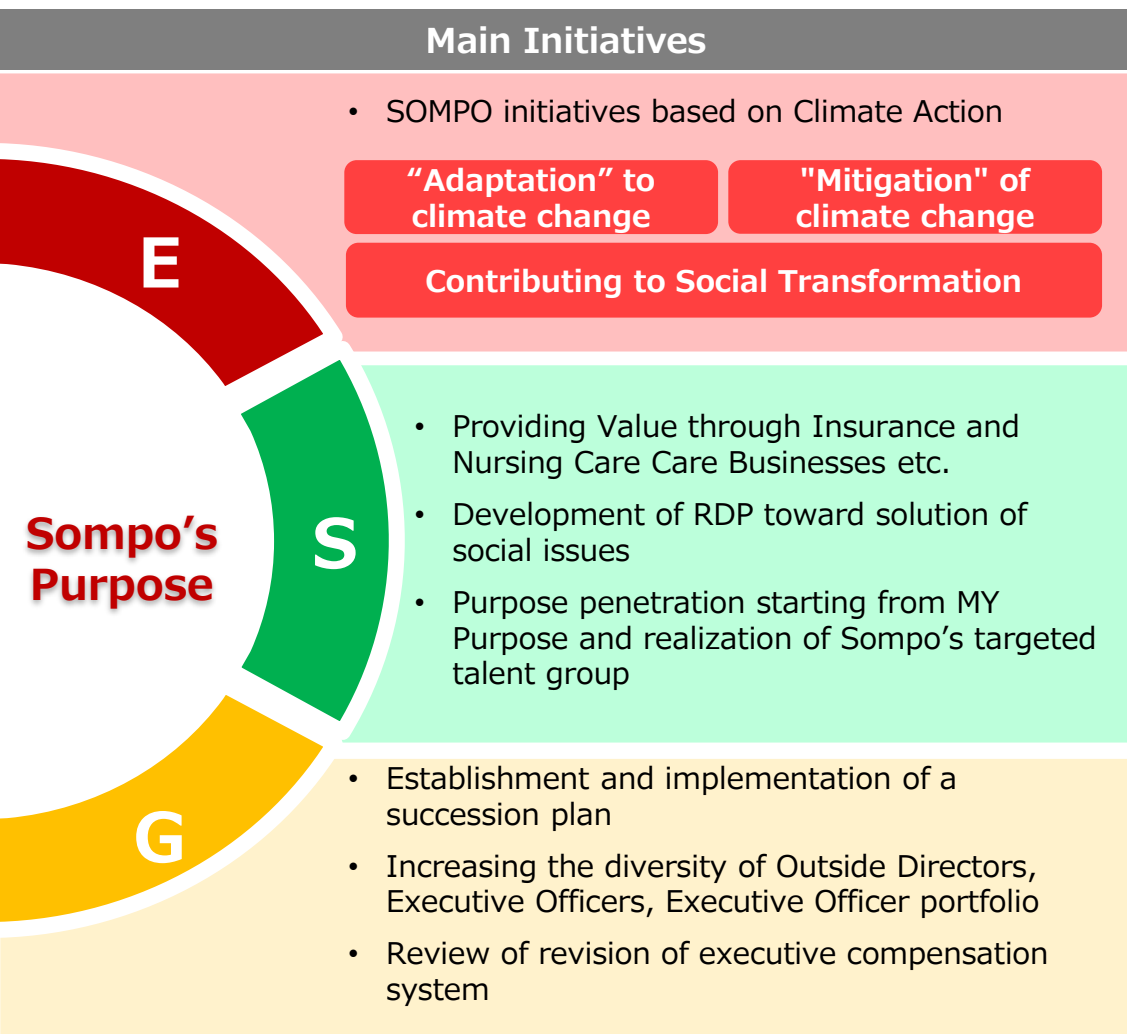 Main Initiatives
• SOMPO initiatives based on Climate Action
“Adaptation” to
climate change
"Mitigation" of
climate change
Contributing to Social Transformation
E
• Providing Value through Insurance and
Nursing Care Care Businesses etc.
• Development of RDP toward solution of
social issues
• Purpose penetration starting from MY
Purpose and realization of Sompo’s targeted
talent group
S
Sompo’s
Purpose
• Establishment and implementation of a
succession plan
• Increasing the diversity of Outside Directors,
Executive Officers, Executive Officer portfolio
• Review of revision of executive compensation
system
G